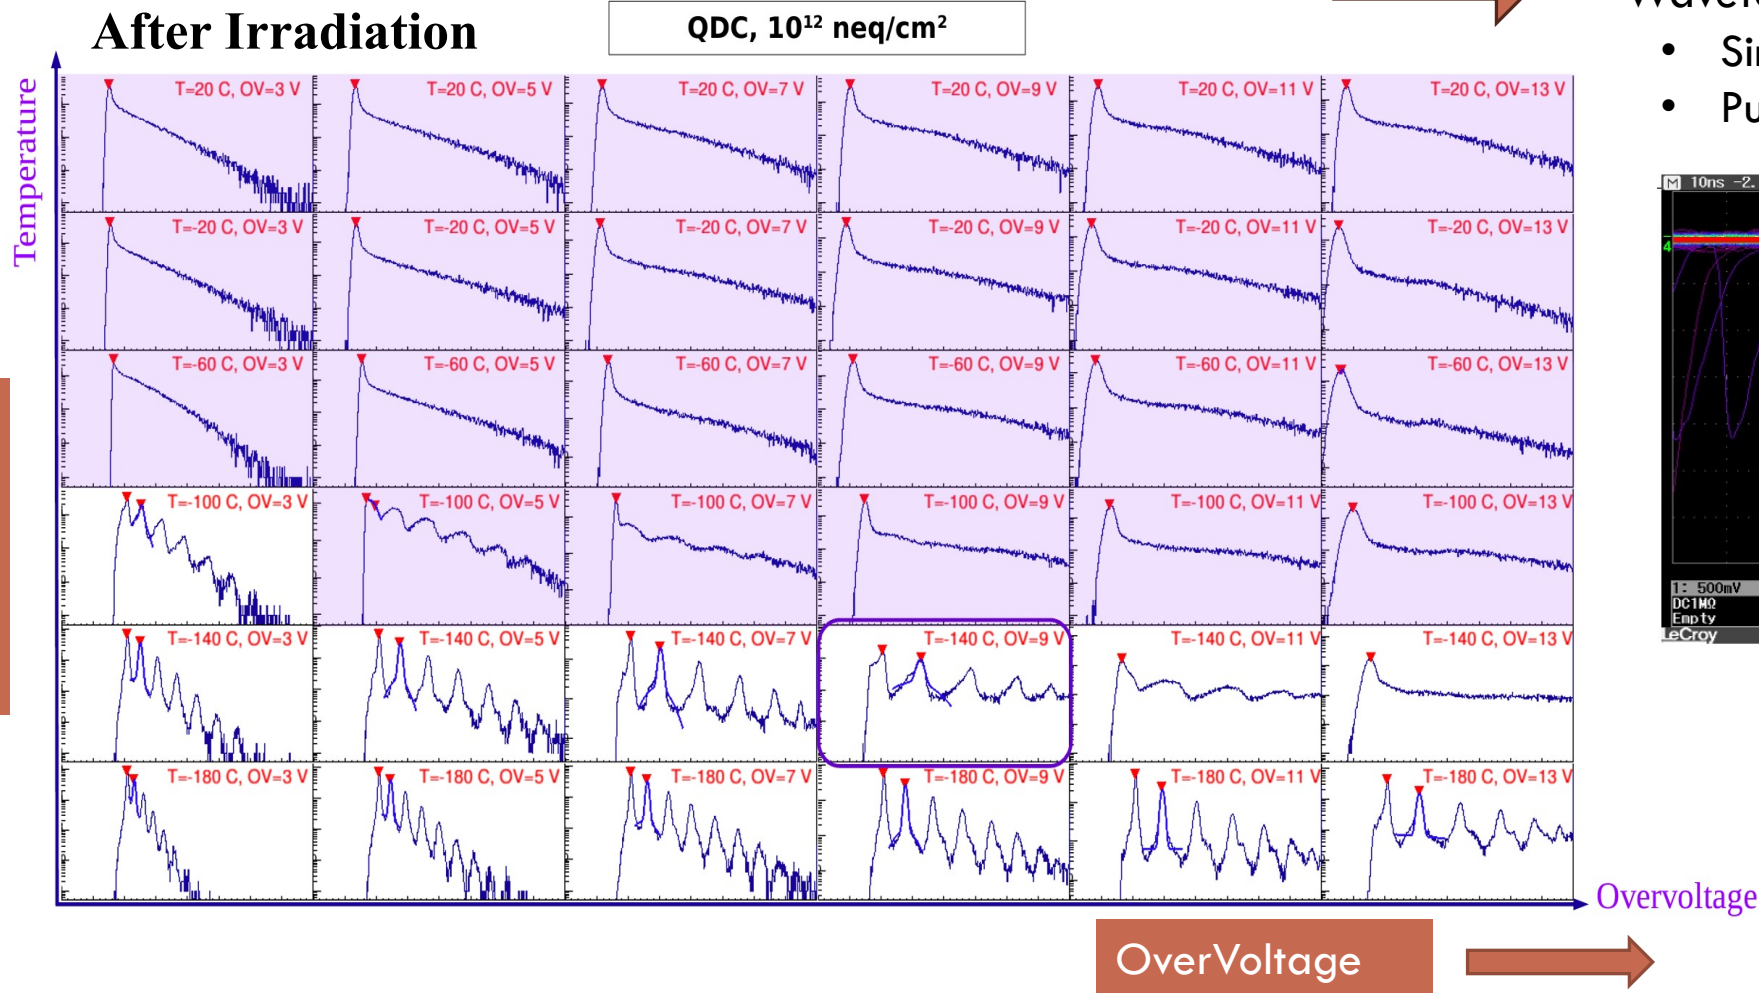 After Irradiation
QDC, 10¹² neq/cm²
Temperature
T=20 C, OV=3 V
T=20 C, OV=5 V
T=20 C, OV=7 V
T=20 C, OV=9 V
T=20 C, OV=11 V
T=20 C, OV=13 V
T=-20 C, OV=3 V
T=-20 C, OV=5 V
T=-20 C, OV=7 V
T=-20 C, OV=9 V
T=-20 C, OV=11 V
T=-20 C, OV=13 V
T=-60 C, OV=3 V
T=-60 C, OV=5 V
T=-60 C, OV=7 V
T=-60 C, OV=9 V
T=-60 C, OV=11 V
T=-60 C, OV=13 V
T=-100 C, OV=3 V
T=-100 C, OV=5 V
T=-100 C, OV=7 V
T=-100 C, OV=9 V
T=-100 C, OV=11 V
T=-100 C, OV=13 V
T=-140 C, OV=3 V
T=-140 C, OV=5 V
T=-140 C, OV=7 V
T=-140 C, OV=9 V
T=-140 C, OV=11 V
T=-140 C, OV=13 V
T=-180 C, OV=3 V
T=-180 C, OV=5 V
T=-180 C, OV=7 V
T=-180 C, OV=9 V
T=-180 C, OV=11 V
T=-180 C, OV=13 V
Overvoltage
OverVoltage
M 10ns -2.
4
1: 500mV
DC1MΩ
Empty
LeCroy